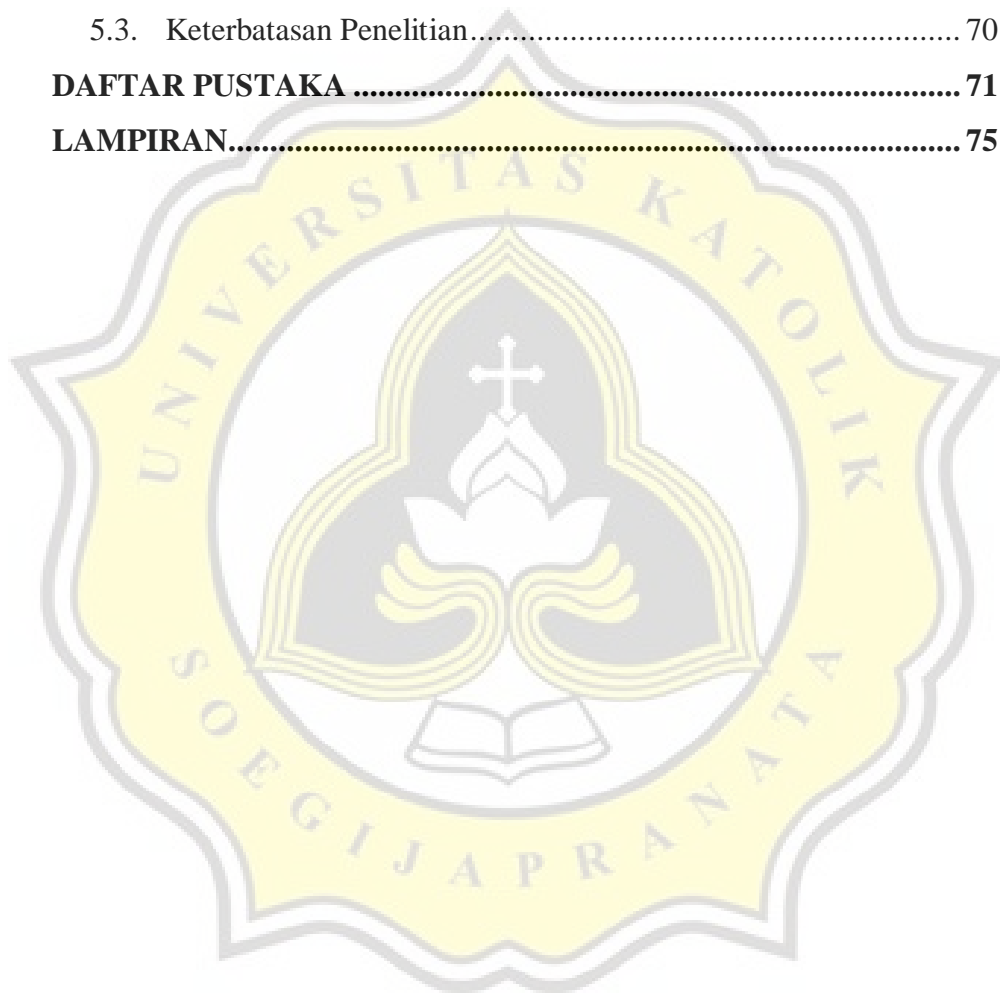 5.3. Keterbatasan Penelitian.................................................................. 70
DAFTAR PUSTAKA .......................................................................... 71
LAMPIRAN......................................................................................... 75
UNIVERSITAS KATOLIK
SOEGIJAPRANATA